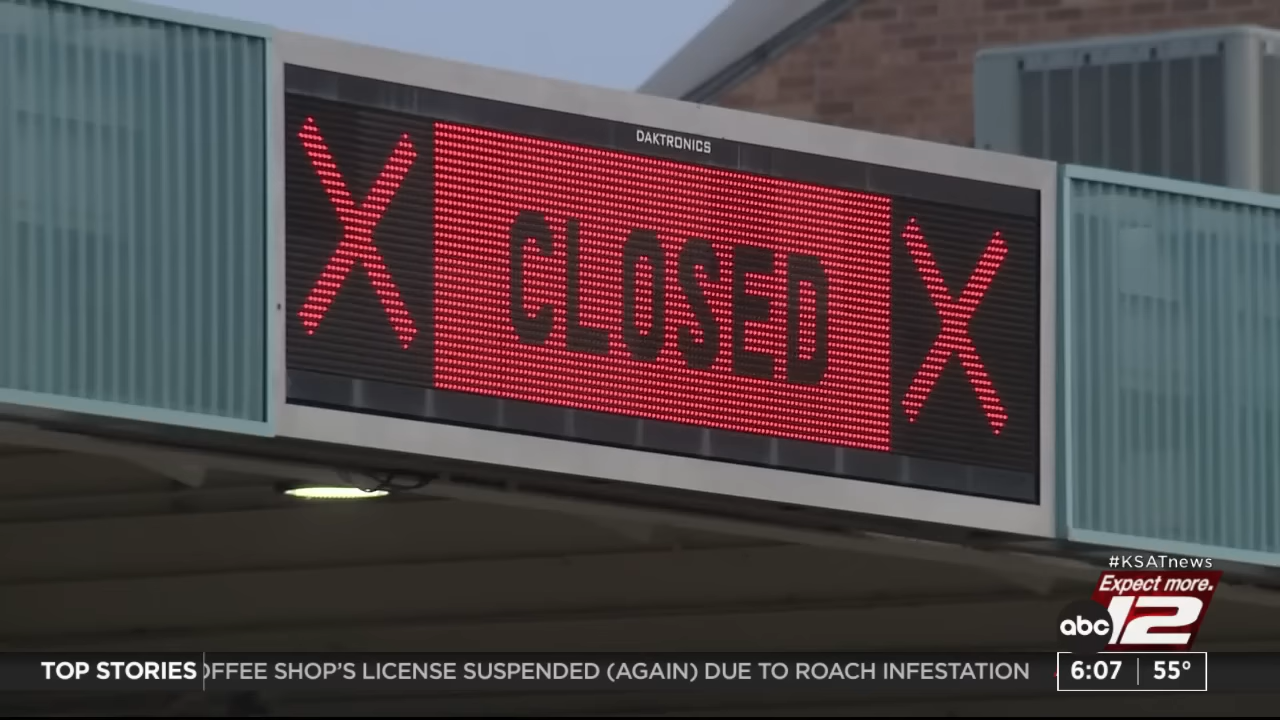 DAKTRONICS
X CLOSED X
#KSATnews
Expect more.
abc 12
TOP STORIES OFFEE SHOP'S LICENSE SUSPENDED (AGAIN) DUE TO ROACH INFESTATION
6:07 55°